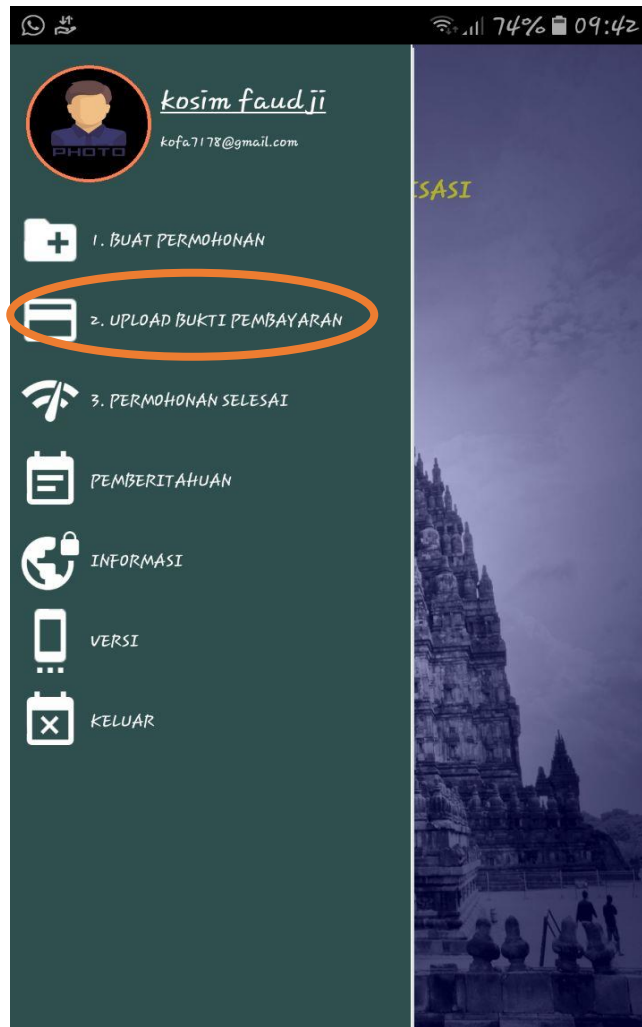 74% 09:42
kosim faudji
PHOTO
kofa7178@gmail.com
SASI
1. BUAT PERMOHONAN
2. UPLOAD BUKTI PEMBAYARAN
3. PERMOHONAN SELESAI
PEMBERITAHUAN
INFORMASI
VERSI
KELUAR